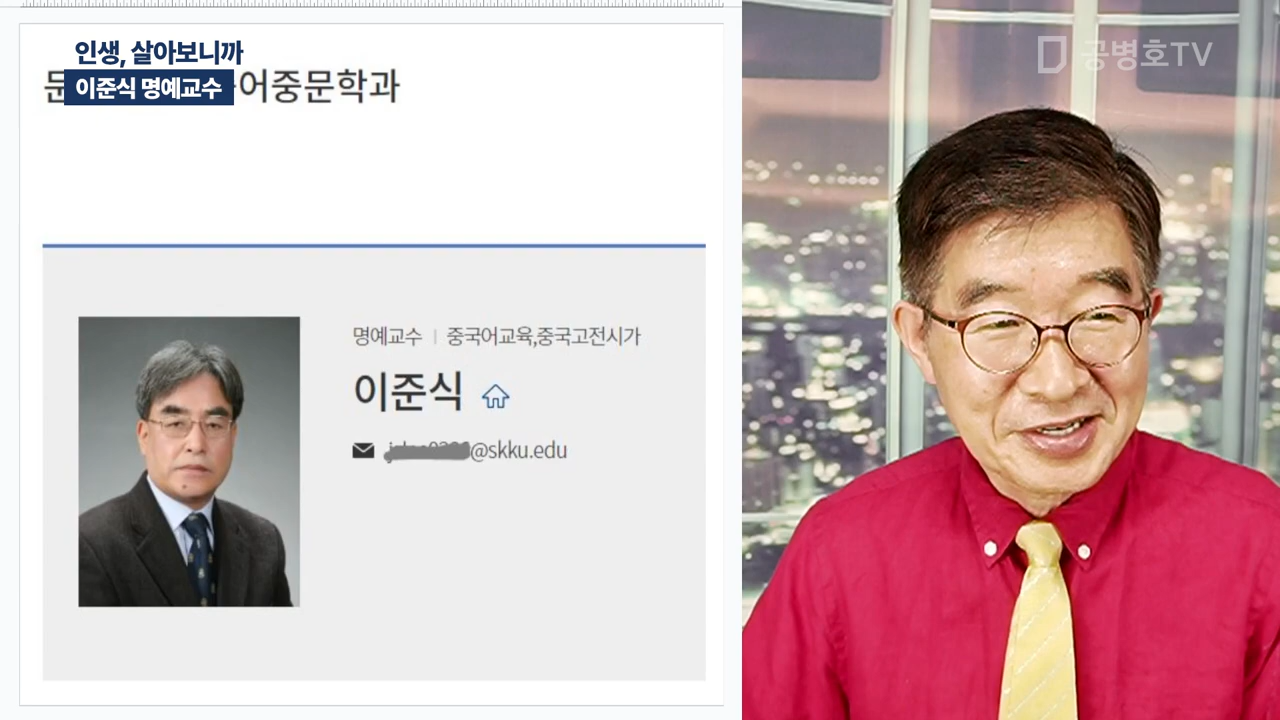 인생, 살아보니까
이준식 명예교수
어중문학과
명예교수 | 중국어교육,중국고전시가
이준식
@skku.edu
공병호TV